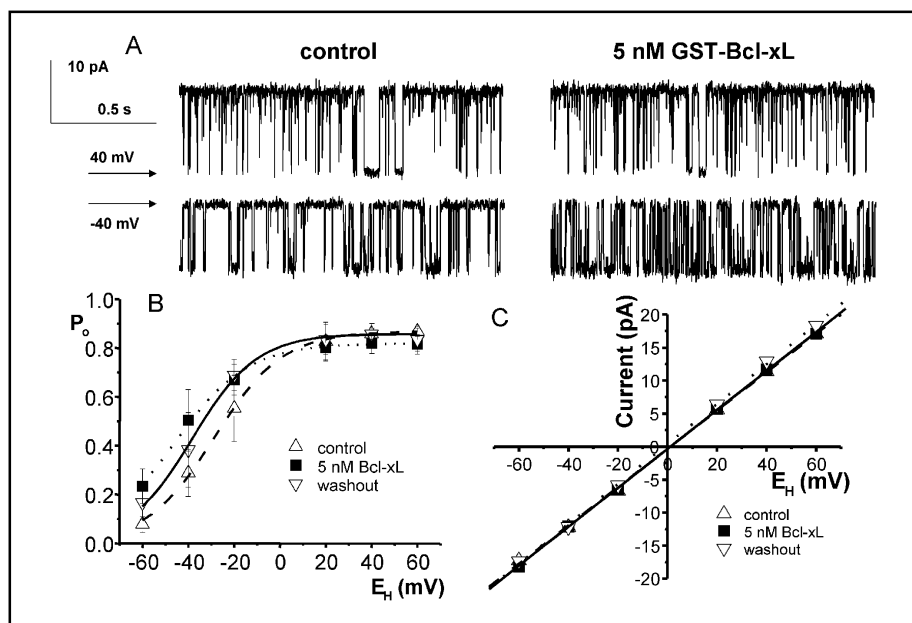 A
control
5 nM GST-Bcl-xL
10 pA
0.5 s
40 mV
-40 mV
B
Po
1.0
0.8
0.6
0.4
0.2
0.0
-60 -40 -20 0 20 40 60
EH (mV)
control
5 nM Bcl-xL
washout
C
Current (pA)
20
15
10
5
-5
-10
-15
-20
-60 -40 -20 0 20 40 60
EH (mV)
control
5 nM Bcl-xL
washout